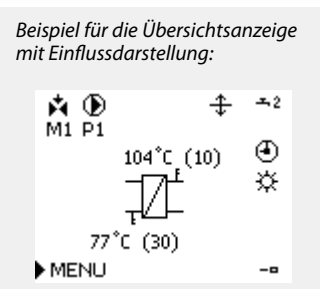 Beispiel für die Übersichtsanzeige
mit Einflussdarstellung:
2
M1 P1
104°C (10)
77°C (30)
MENU